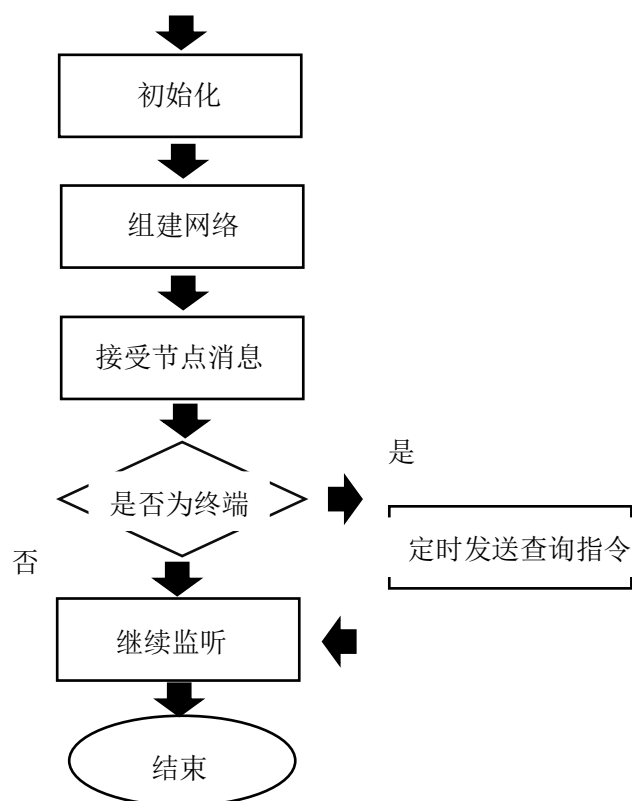 初始化
组建网络
接受节点消息
是
是否为终端
定时发送查询指令
否
继续监听
结束